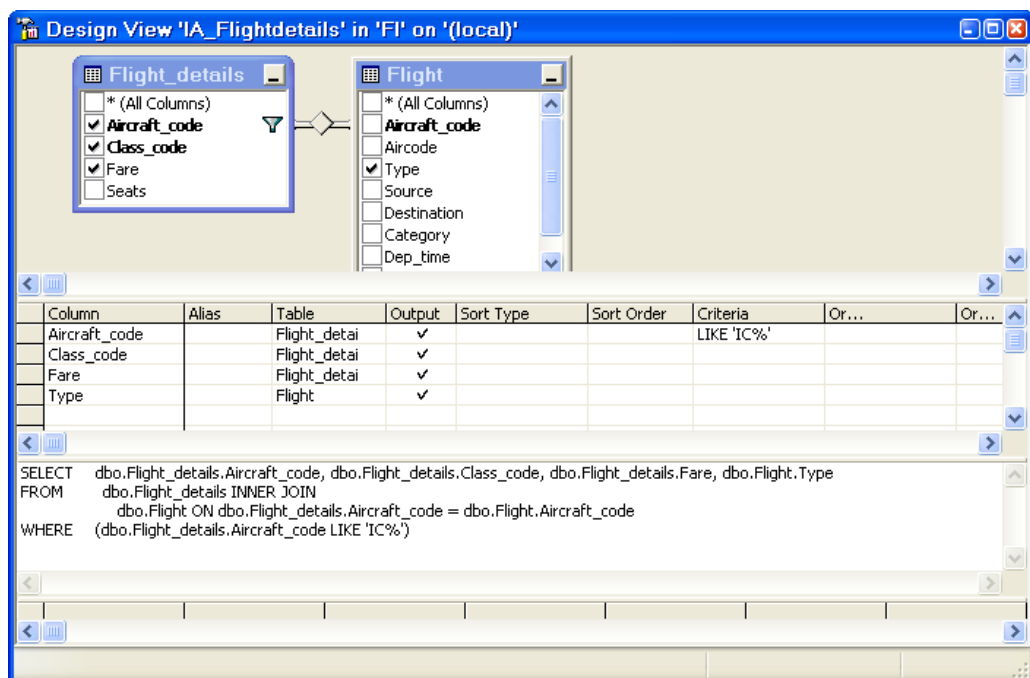 Design View 'IA_Flightdetails' in 'FI' on '(local)'
Flight_details
* (All Columns)
Aircraft_code
Class_code
Fare
Seats
Flight
* (All Columns)
Aircraft_code
Aircode
Type
Source
Destination
Category
Dep_time
Column Alias Table Output Sort Type Sort Order Criteria Or... Or...
Aircraft_code Flight_detai LIKE 'IC%'
Class_code Flight_detai
Fare Flight_detai
Type Flight
SELECT dbo.Flight_details.Aircraft_code, dbo.Flight_details.Class_code, dbo.Flight_details.Fare, dbo.Flight.Type
FROM dbo.Flight_details INNER JOIN
dbo.Flight ON dbo.Flight_details.Aircraft_code = dbo.Flight.Aircraft_code
WHERE (dbo.Flight_details.Aircraft_code LIKE 'IC%')